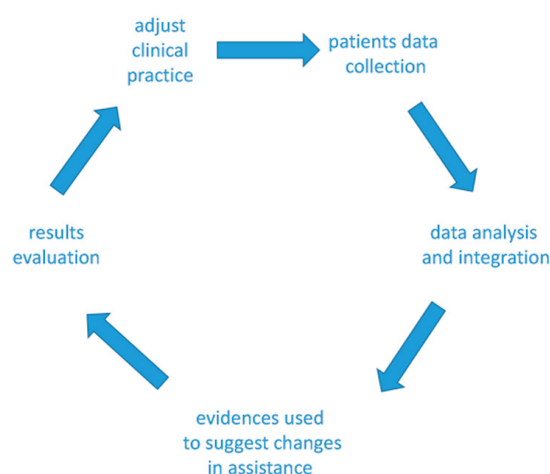 adjust
clinical
practice
patients data
collection
data analysis
and integration
evidences used
to suggest changes
in assistance
results
evaluation